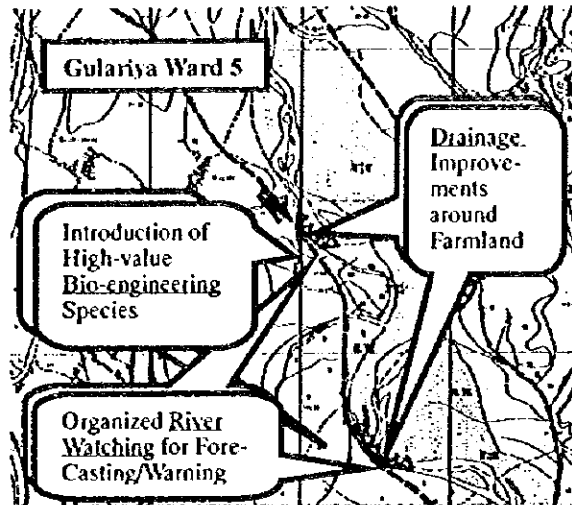 Gulariya Ward 5
Drainage
Improve-
ments
around
Farmland
Introduction of
High-value
Bio-engineering
Species
Organized River
Watching for Fore-
Casting/Warning